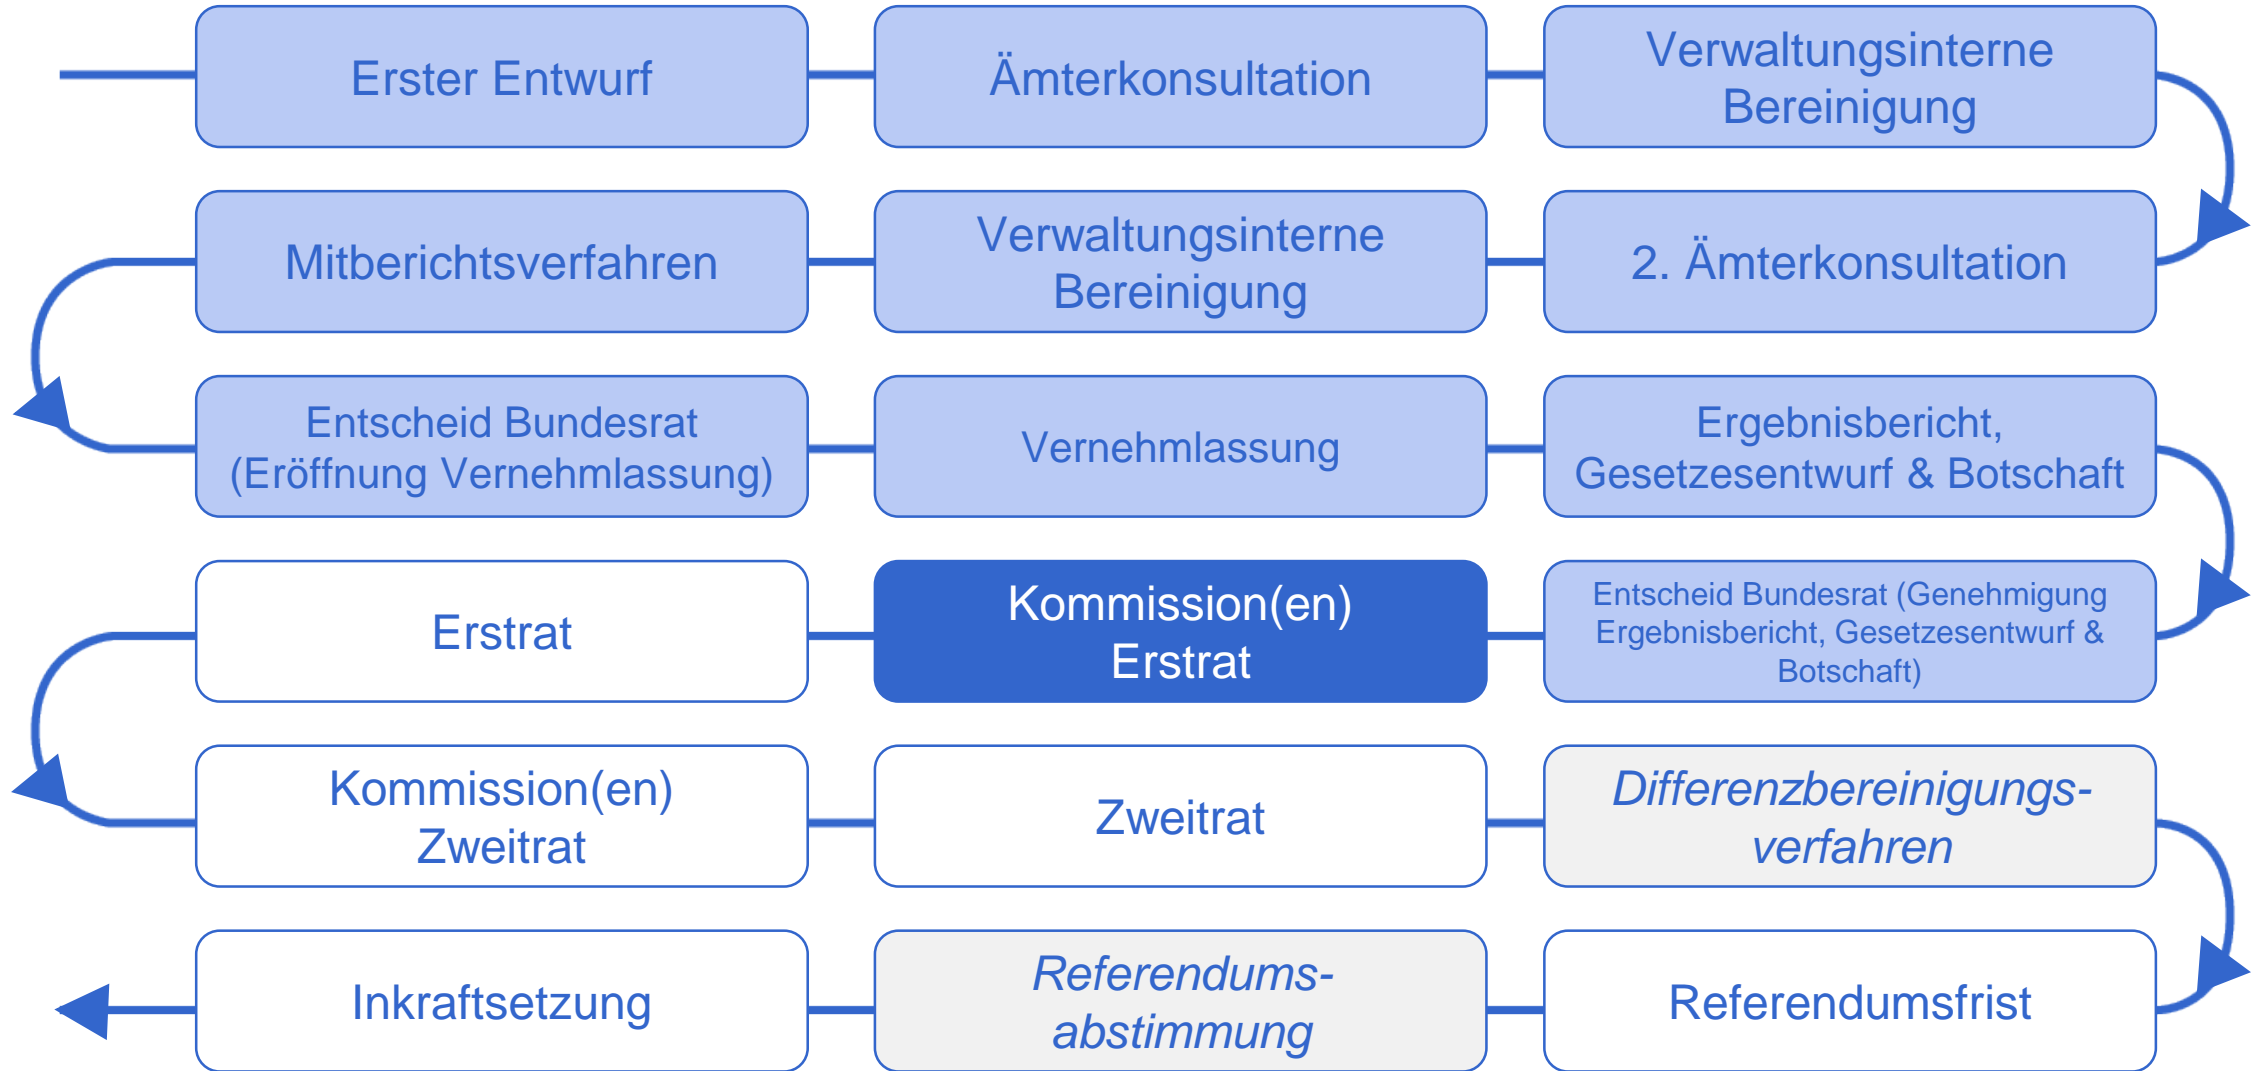 Erster Entwurf
Ämterkonsultation
Verwaltungsinterne
Bereinigung
Mitberichtsverfahren
Verwaltungsinterne
Bereinigung
2. Ämterkonsultation
Entscheid Bundesrat
(Eröffnung Vernehmlassung)
Vernehmlassung
Ergebnisbericht,
Gesetzesentwurf & Botschaft
Erstrat
Kommission(en)
Erstrat
Entscheid Bundesrat (Genehmigung
Ergebnisbericht, Gesetzesentwurf &
Botschaft)
Kommission(en)
Zweitrat
Zweitrat
Differenzbereinigungs-
verfahren
Inkraftsetzung
Referendums-
abstimmung
Referendumsfrist